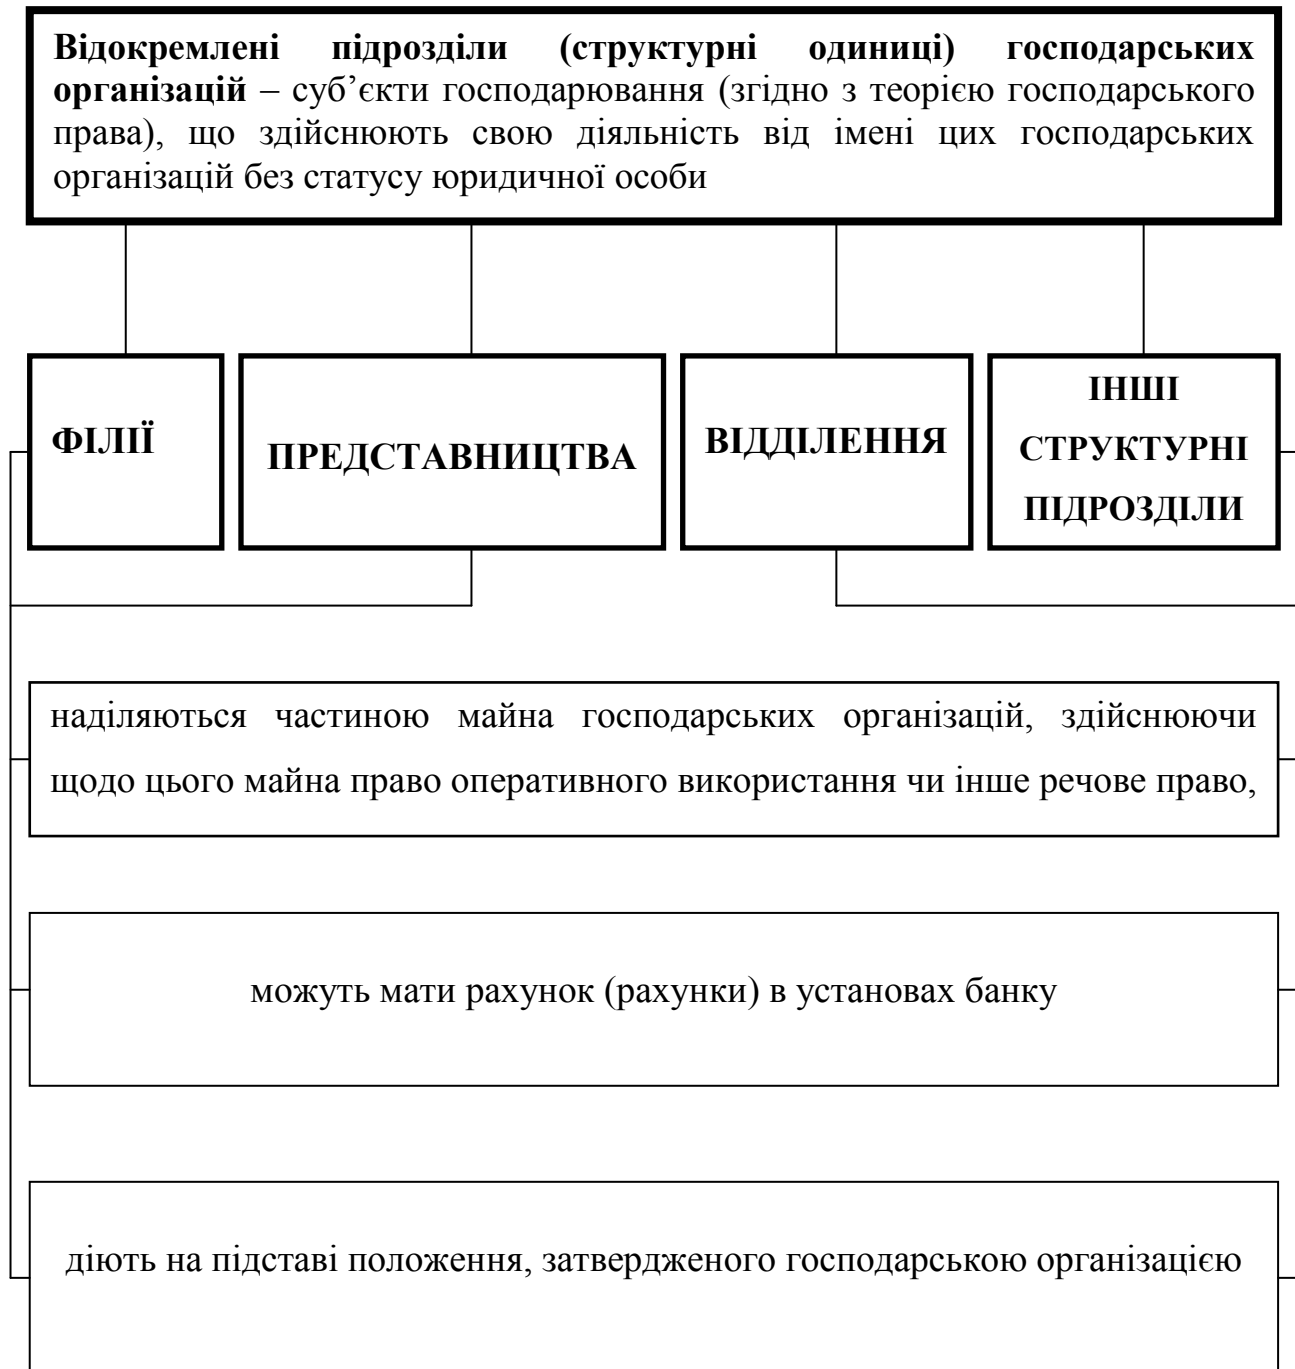 Відокремлені підрозділи (структурні одиниці) господарських
організацій – суб’єкти господарювання (згідно з теорією господарського
права), що здійснюють свою діяльність від імені цих господарських
організацій без статусу юридичної особи
ФІЛІЇ
ПРЕДСТАВНИЦТВА
ВІДДІЛЕННЯ
ІНШІ
СТРУКТУРНІ
ПІДРОЗДІЛИ
наділяються частиною майна господарських організацій, здійснюючи
щодо цього майна право оперативного використання чи інше речове право,
можуть мати рахунок (рахунки) в установах банку
діють на підставі положення, затвердженого господарською організацією